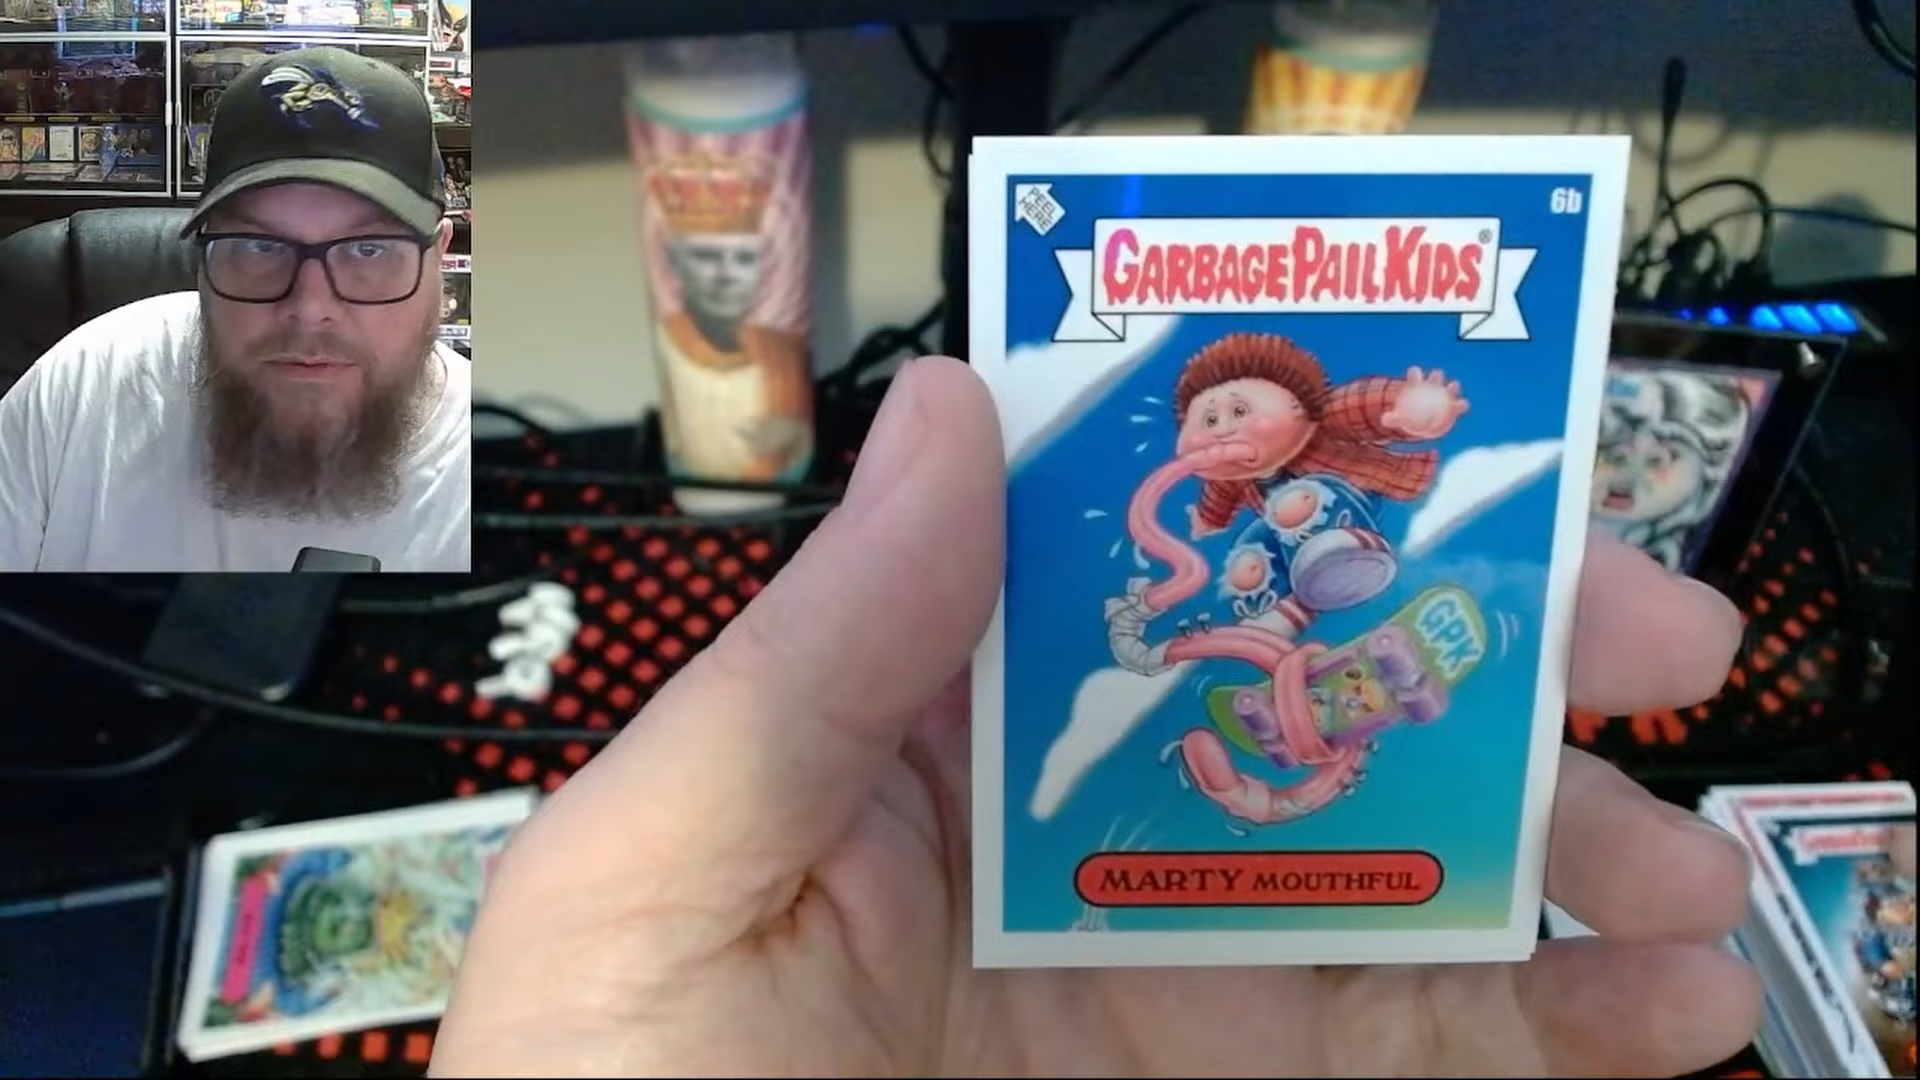 PEEL
HERE
6b
GARBAGE PAIL KIDS®
GPK
MARTY MOUTHFUL